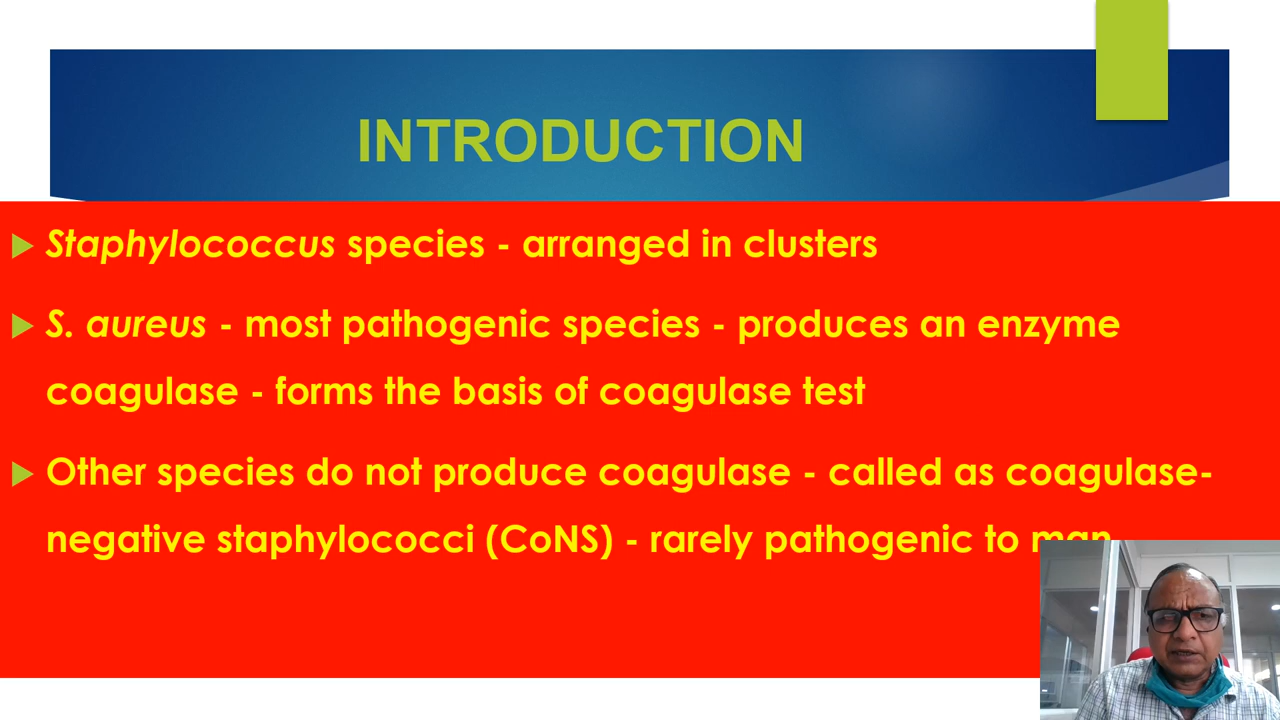 INTRODUCTION
Staphylococcus species - arranged in clusters
S. aureus - most pathogenic species - produces an enzyme
coagulase - forms the basis of coagulase test
Other species do not produce coagulase - called as coagulase-
negative staphylococci (CoNS) - rarely pathogenic to man